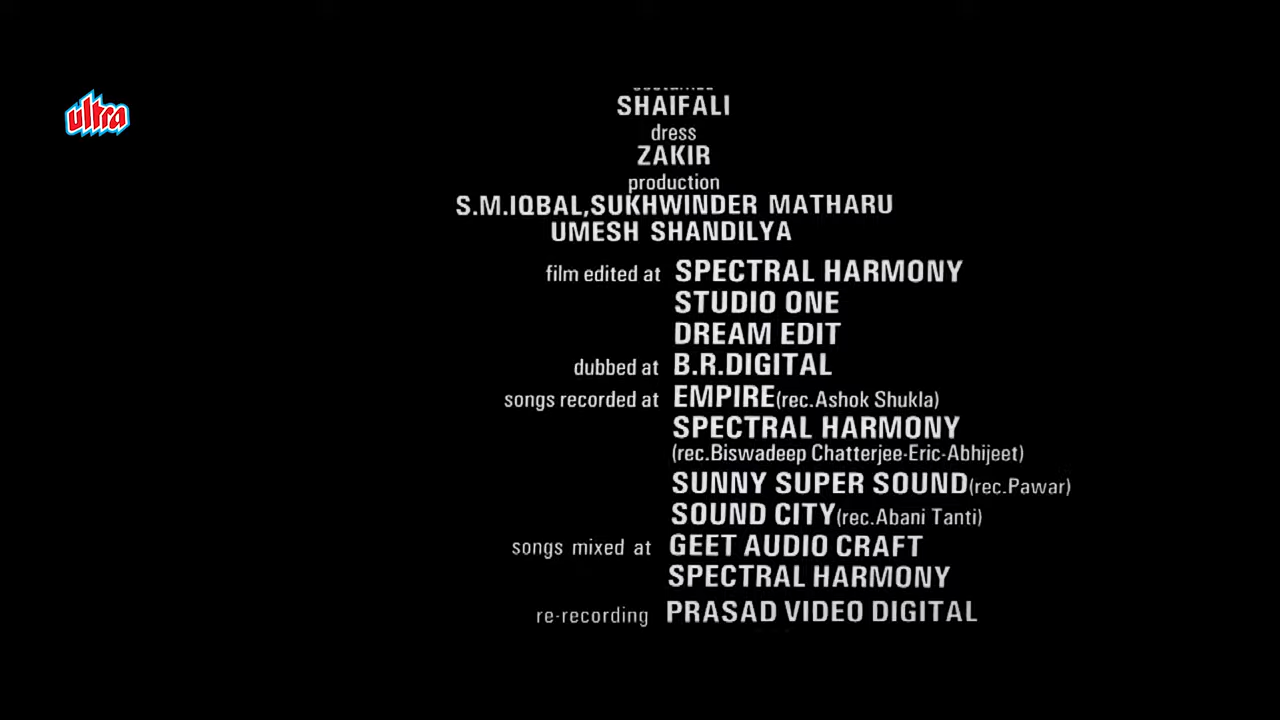 ultra
SHAIFALI
dress
ZAKIR
production
S.M.IQBAL,SUKHWINDER MATHARU
UMESH SHANDILYA
film edited at SPECTRAL HARMONY
STUDIO ONE
DREAM EDIT
dubbed at B.R.DIGITAL
songs recorded at EMPIRE(rec.Ashok Shukla)
SPECTRAL HARMONY
(rec.Biswadeep Chatterjee-Eric-Abhijeet)
SUNNY SUPER SOUND(rec.Pawar)
SOUND CITY(rec.Abani Tanti)
songs mixed at GEET AUDIO CRAFT
SPECTRAL HARMONY
re-recording PRASAD VIDEO DIGITAL